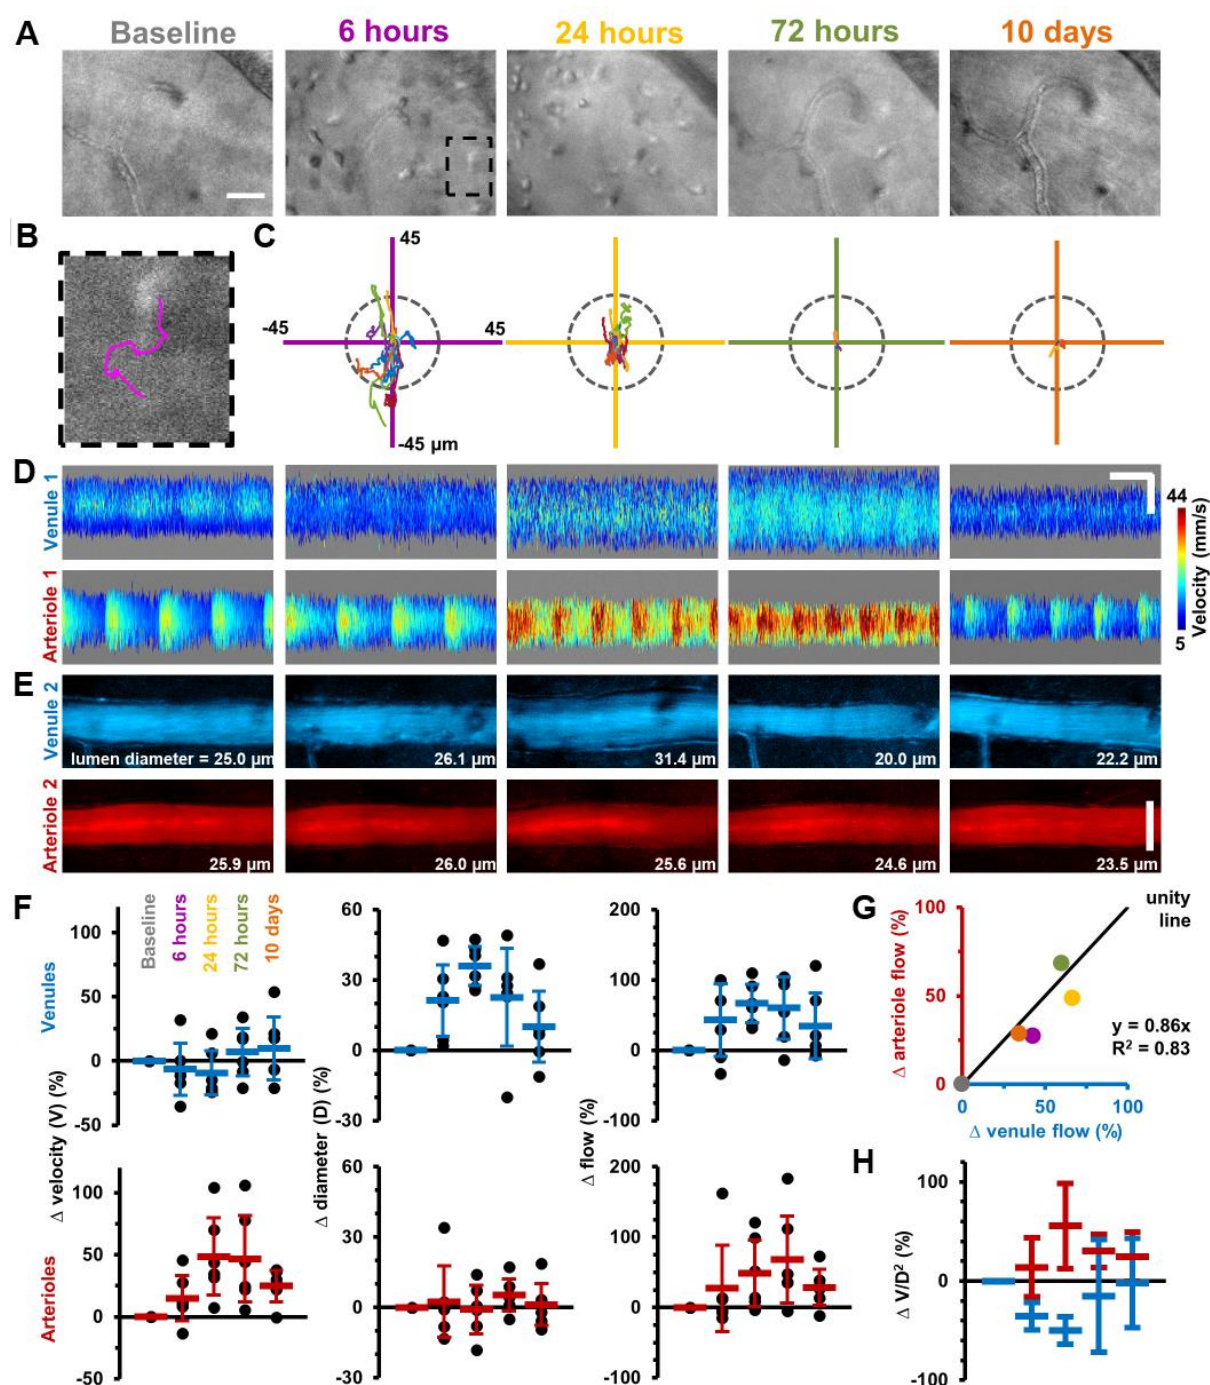 A
Baseline
6 hours
24 hours
72 hours
10 days
B
C
45
-45
45
-45 µm
D
Venule 1
Arteriole 1
44
5
Velocity (mm/s)
E
Venule 2
lumen diameter = 25.0 µm
26.1 µm
31.4 µm
20.0 µm
22.2 µm
Arteriole 2
25.9 µm
26.0 µm
25.6 µm
24.6 µm
23.5 µm
F
Baseline
6 hours
24 hours
72 hours
10 days
Venules
Arterioles
Δ velocity (V) (%)
100
50
0
-50
100
50
0
-50
Δ diameter (D) (%)
60
30
0
-30
60
30
0
-30
Δ flow (%)
200
100
0
-100
200
100
0
-100
G
Δ arteriole flow (%)
100
50
0
unity
line
y = 0.86x
R² = 0.83
0
50
100
Δ venule flow (%)
H
Δ V/D² (%)
100
0
-100